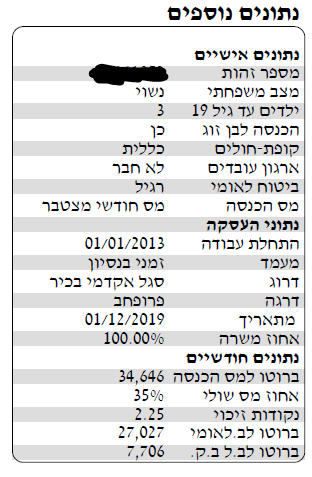 נתונים נוספים
נתונים אישיים
מספר זהות
מצב משפחתי נשוי
ילדים עד גיל 19 3
הכנסה לבן זוג כן
קופת-חולים כללית
ארגון עובדים לא חבר
ביטוח לאומי רגיל
מס הכנסה מס חודשי מצטבר
נתוני העסקה
התחלת עבודה 01/01/2013
מעמד זמני בנסיון
דרוג סגל אקדמי בכיר
דרגה פרופחב
מתאריך 01/12/2019
אחוז משרה 100.00%
נתונים חודשיים
ברוטו למס הכנסה 34,646
אחוז מס שולי 35%
נקודות זיכוי 2.25
ברוטו לב.לאומי 27,027
ברוטו לב.ל ב.ק. 7,706